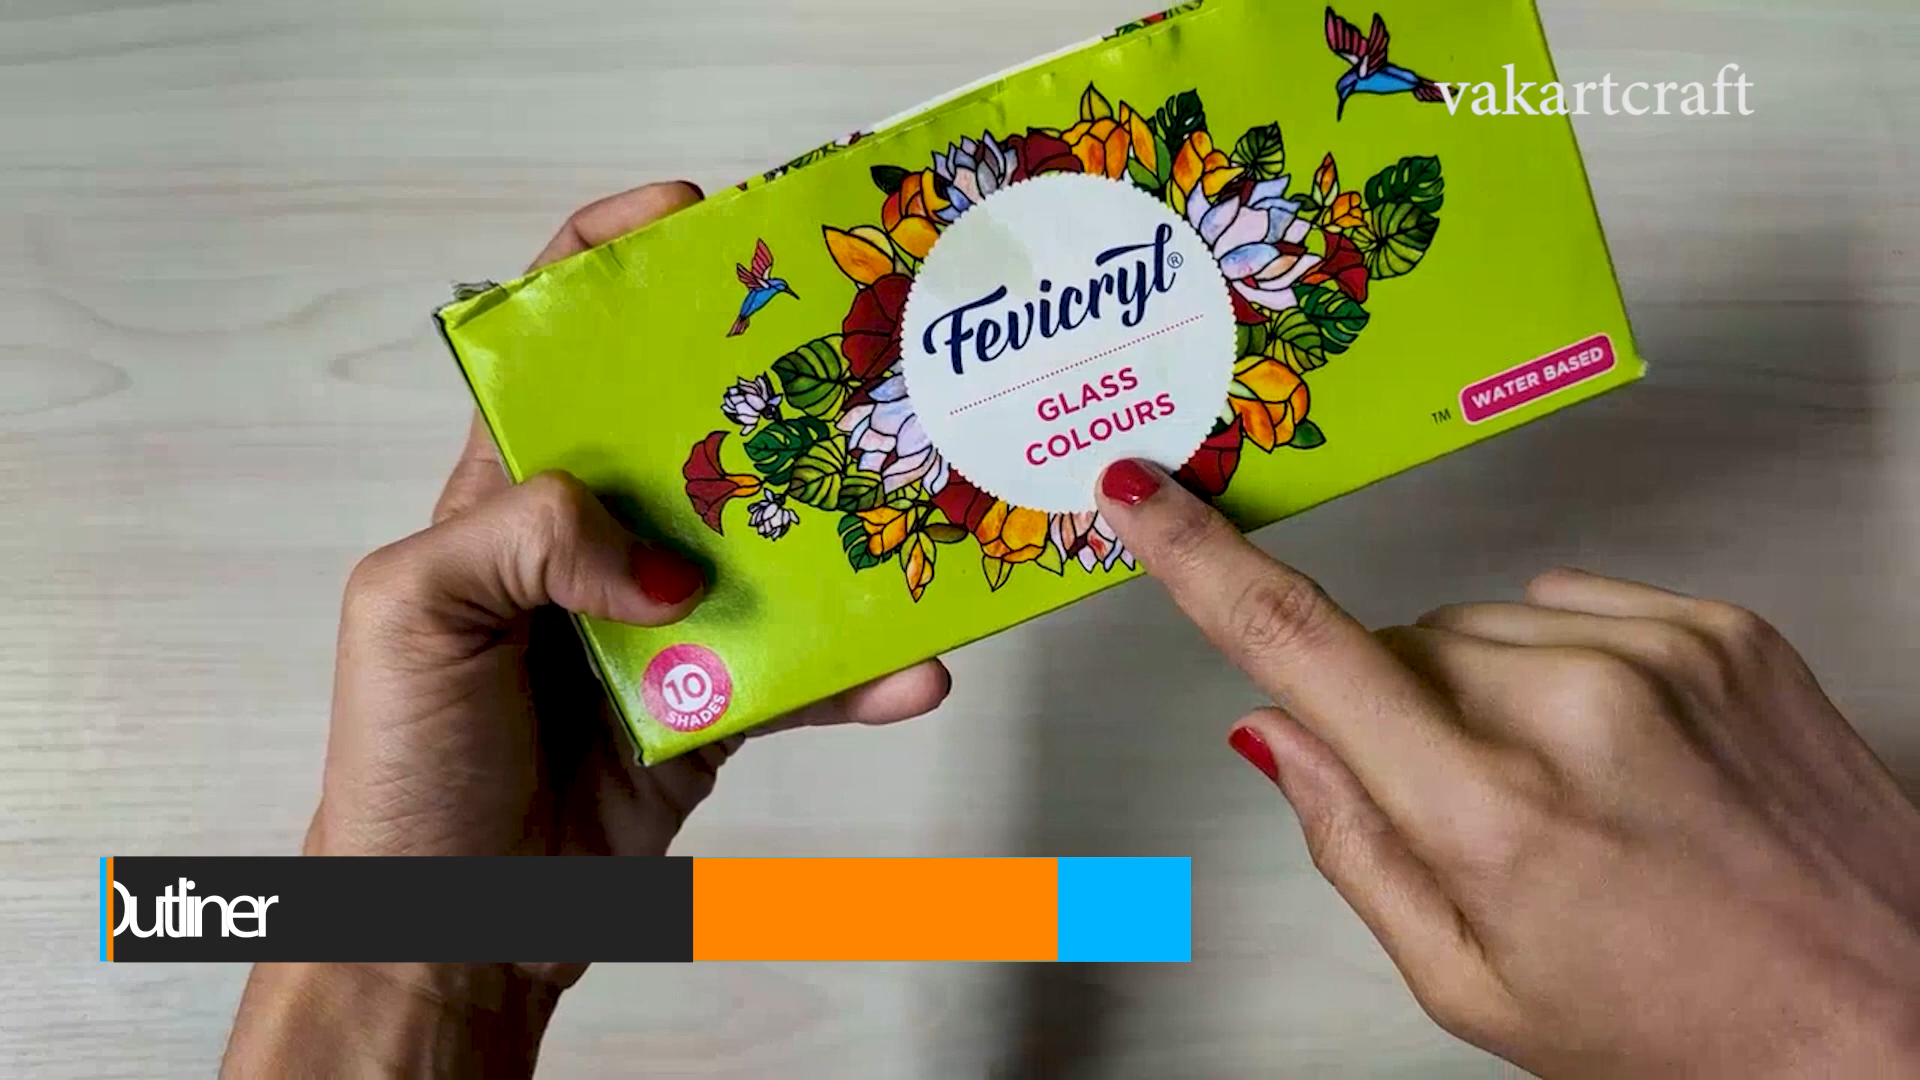 vakartcraft
Fevicryl®
GLASS
COLOURS
™ WATER BASED
10
SHADES
Outliner